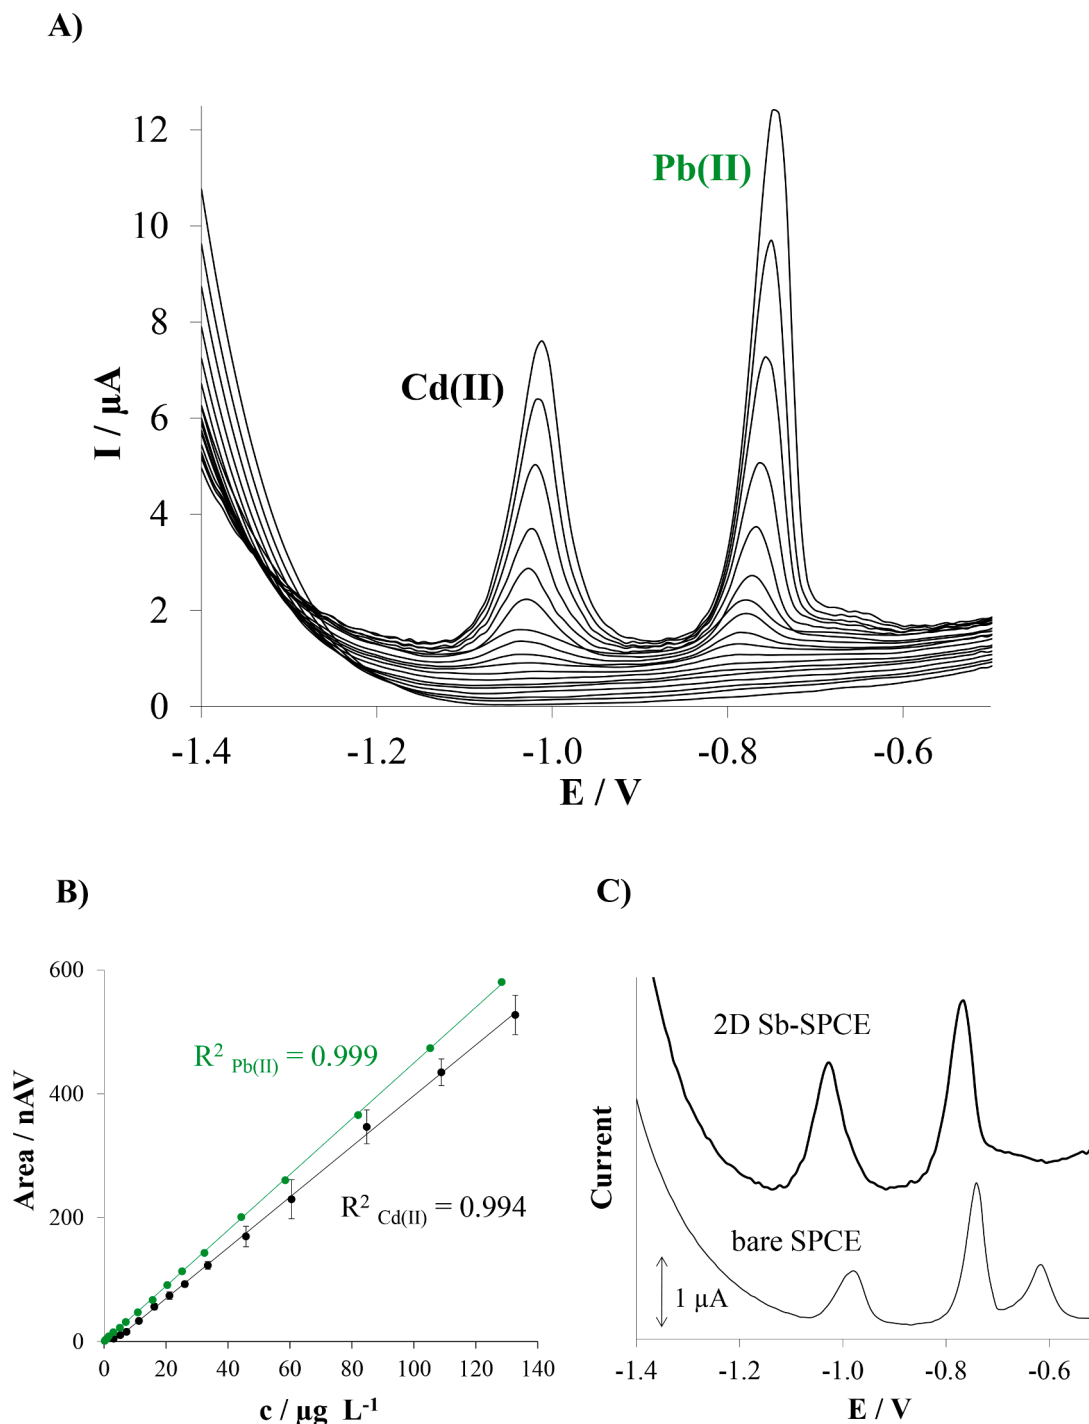 A)
12
10
8
6
4
2
0
I / µA
Cd(II)
Pb(II)
-1.4 -1.2 -1.0 -0.8 -0.6
E / V
B)
600
400
200
0
Area / nAV
R² Pb(II) = 0.999
R² Cd(II) = 0.994
0 20 40 60 80 100 120 140
c / µg L⁻¹
C)
Current
2D Sb-SPCE
bare SPCE
1 µA
-1.4 -1.2 -1.0 -0.8 -0.6
E / V